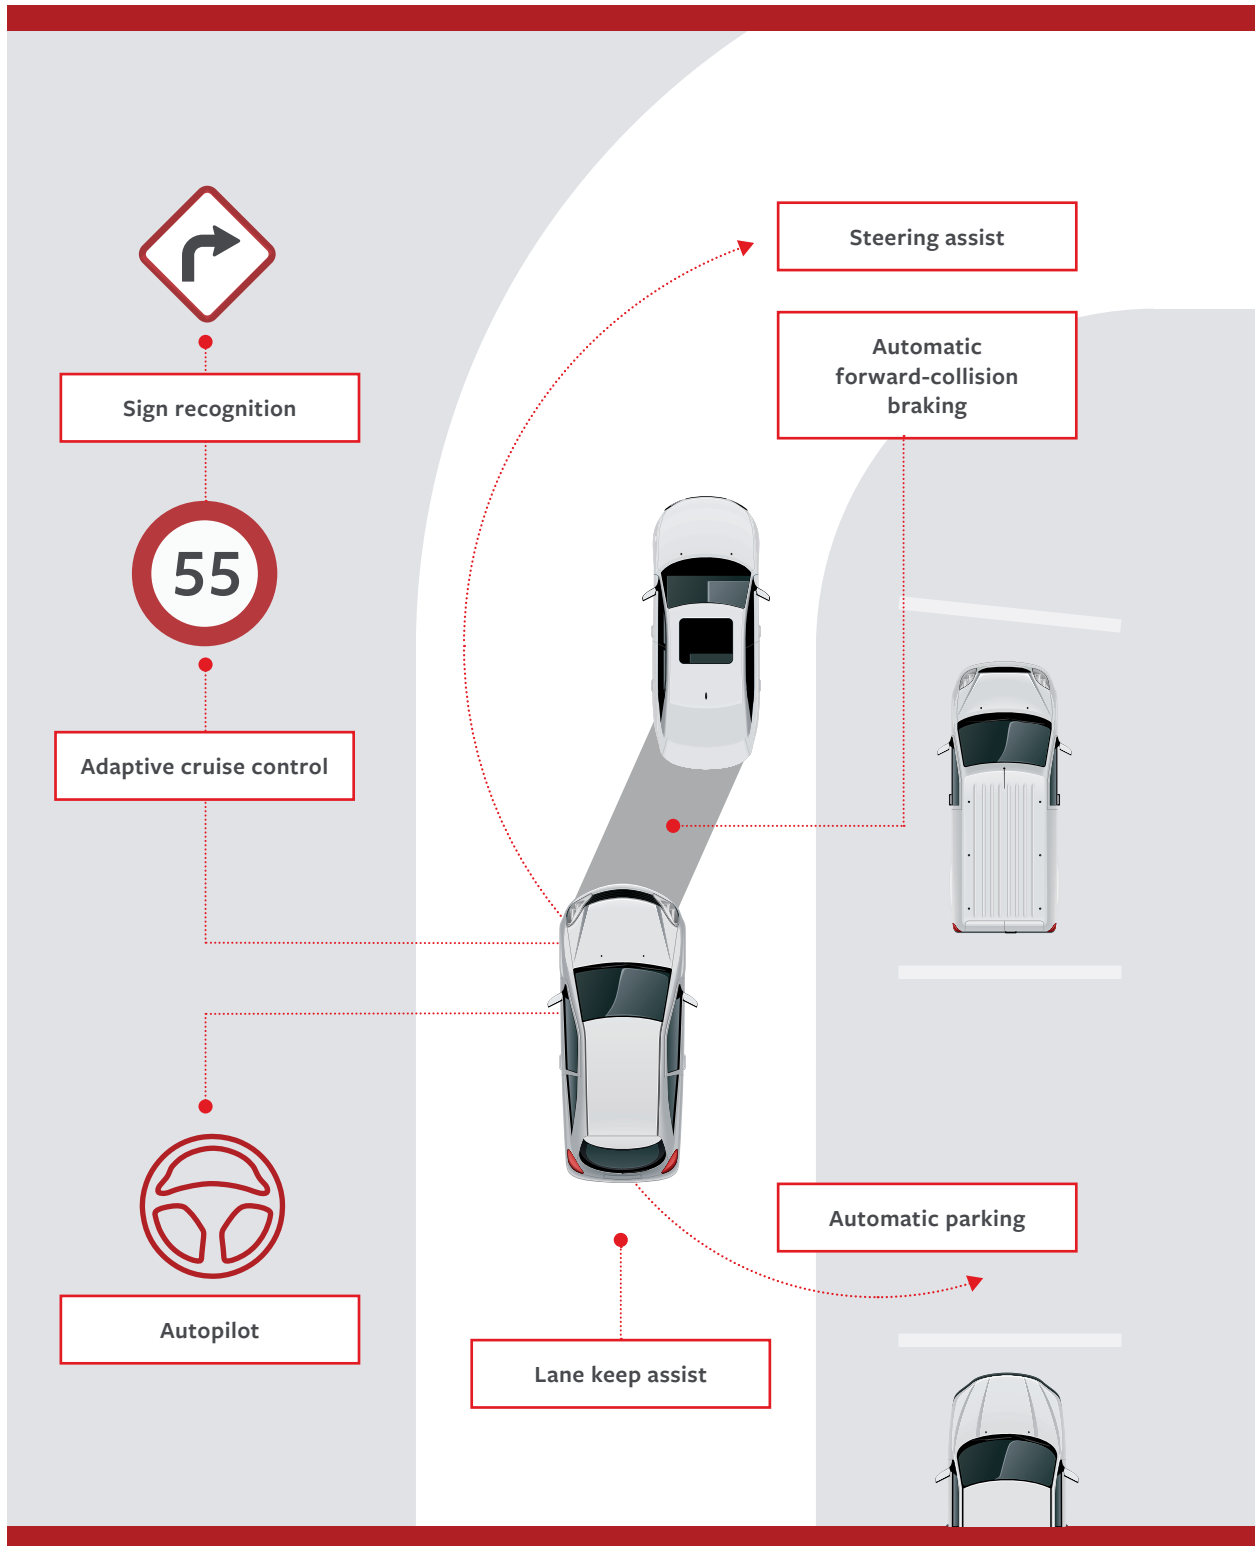 Steering assist
Automatic
forward-collision
braking
Sign recognition
55
Adaptive cruise control
Automatic parking
Autopilot
Lane keep assist